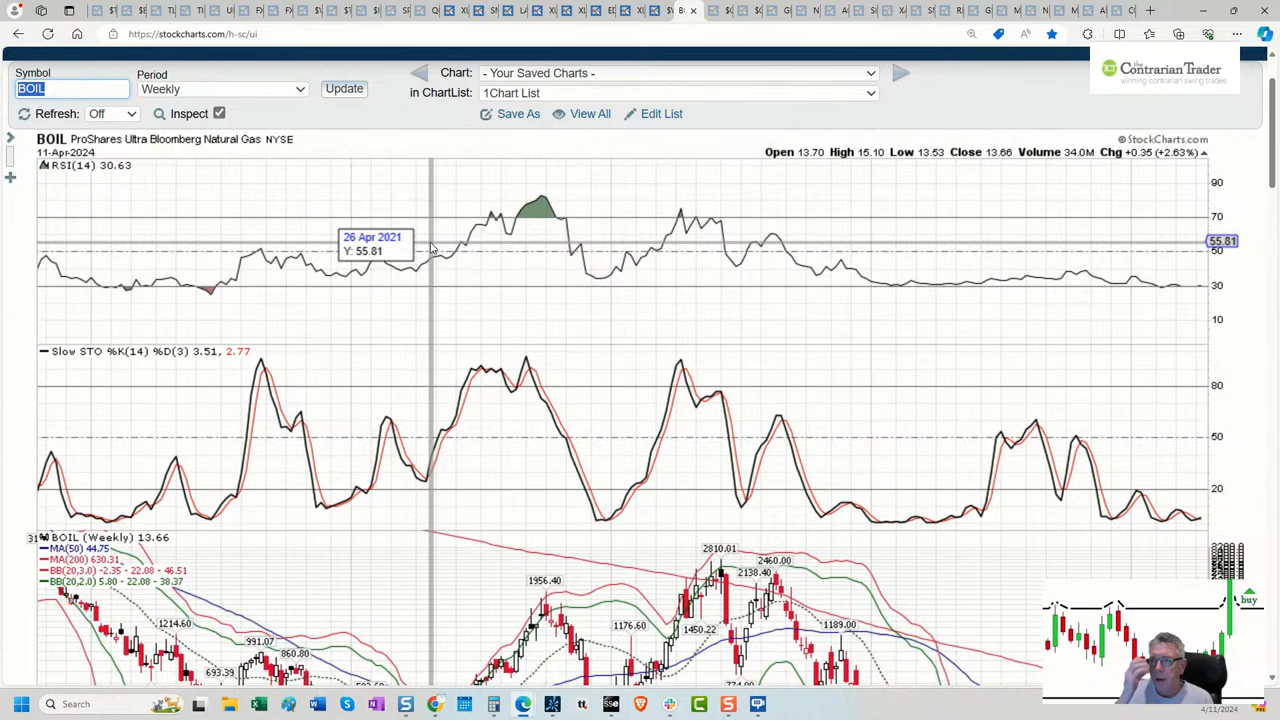 https://stockcharts.com/h-sc/ui
the
ContrarianTrader
winning contrarian swing trades
Symbol
Period
Chart: - Your Saved Charts -
BOIL
Weekly
Update
in ChartList: 1Chart List
Refresh: Off
Inspect
Save As
View All
Edit List
BOIL ProShares Ultra Bloomberg Natural Gas NYSE
© StockCharts.com
11-Apr-2024
Open 13.70 High 15.10 Low 13.53 Close 13.66 Volume 34.0M Chg +0.35 (+2.63%)
RSI(14) 30.63
90
70
26 Apr 2021
Y: 55.81
55.81
50
30
10
Slow STO %K(14) %D(3) 3.51, 2.77
80
50
20
BOIL (Weekly) 13.66
MA(50) 44.75
MA(200) 630.31
BB(20,3.0) -2.35 - 22.08 - 46.51
BB(20,2.0) 5.80 - 22.08 - 38.37
2810.01
2460.00
2138.40
1956.40
1214.60
1176.60
1450.22
1189.00
991.07
860.80
693.39
buy
Search
4/11/2024